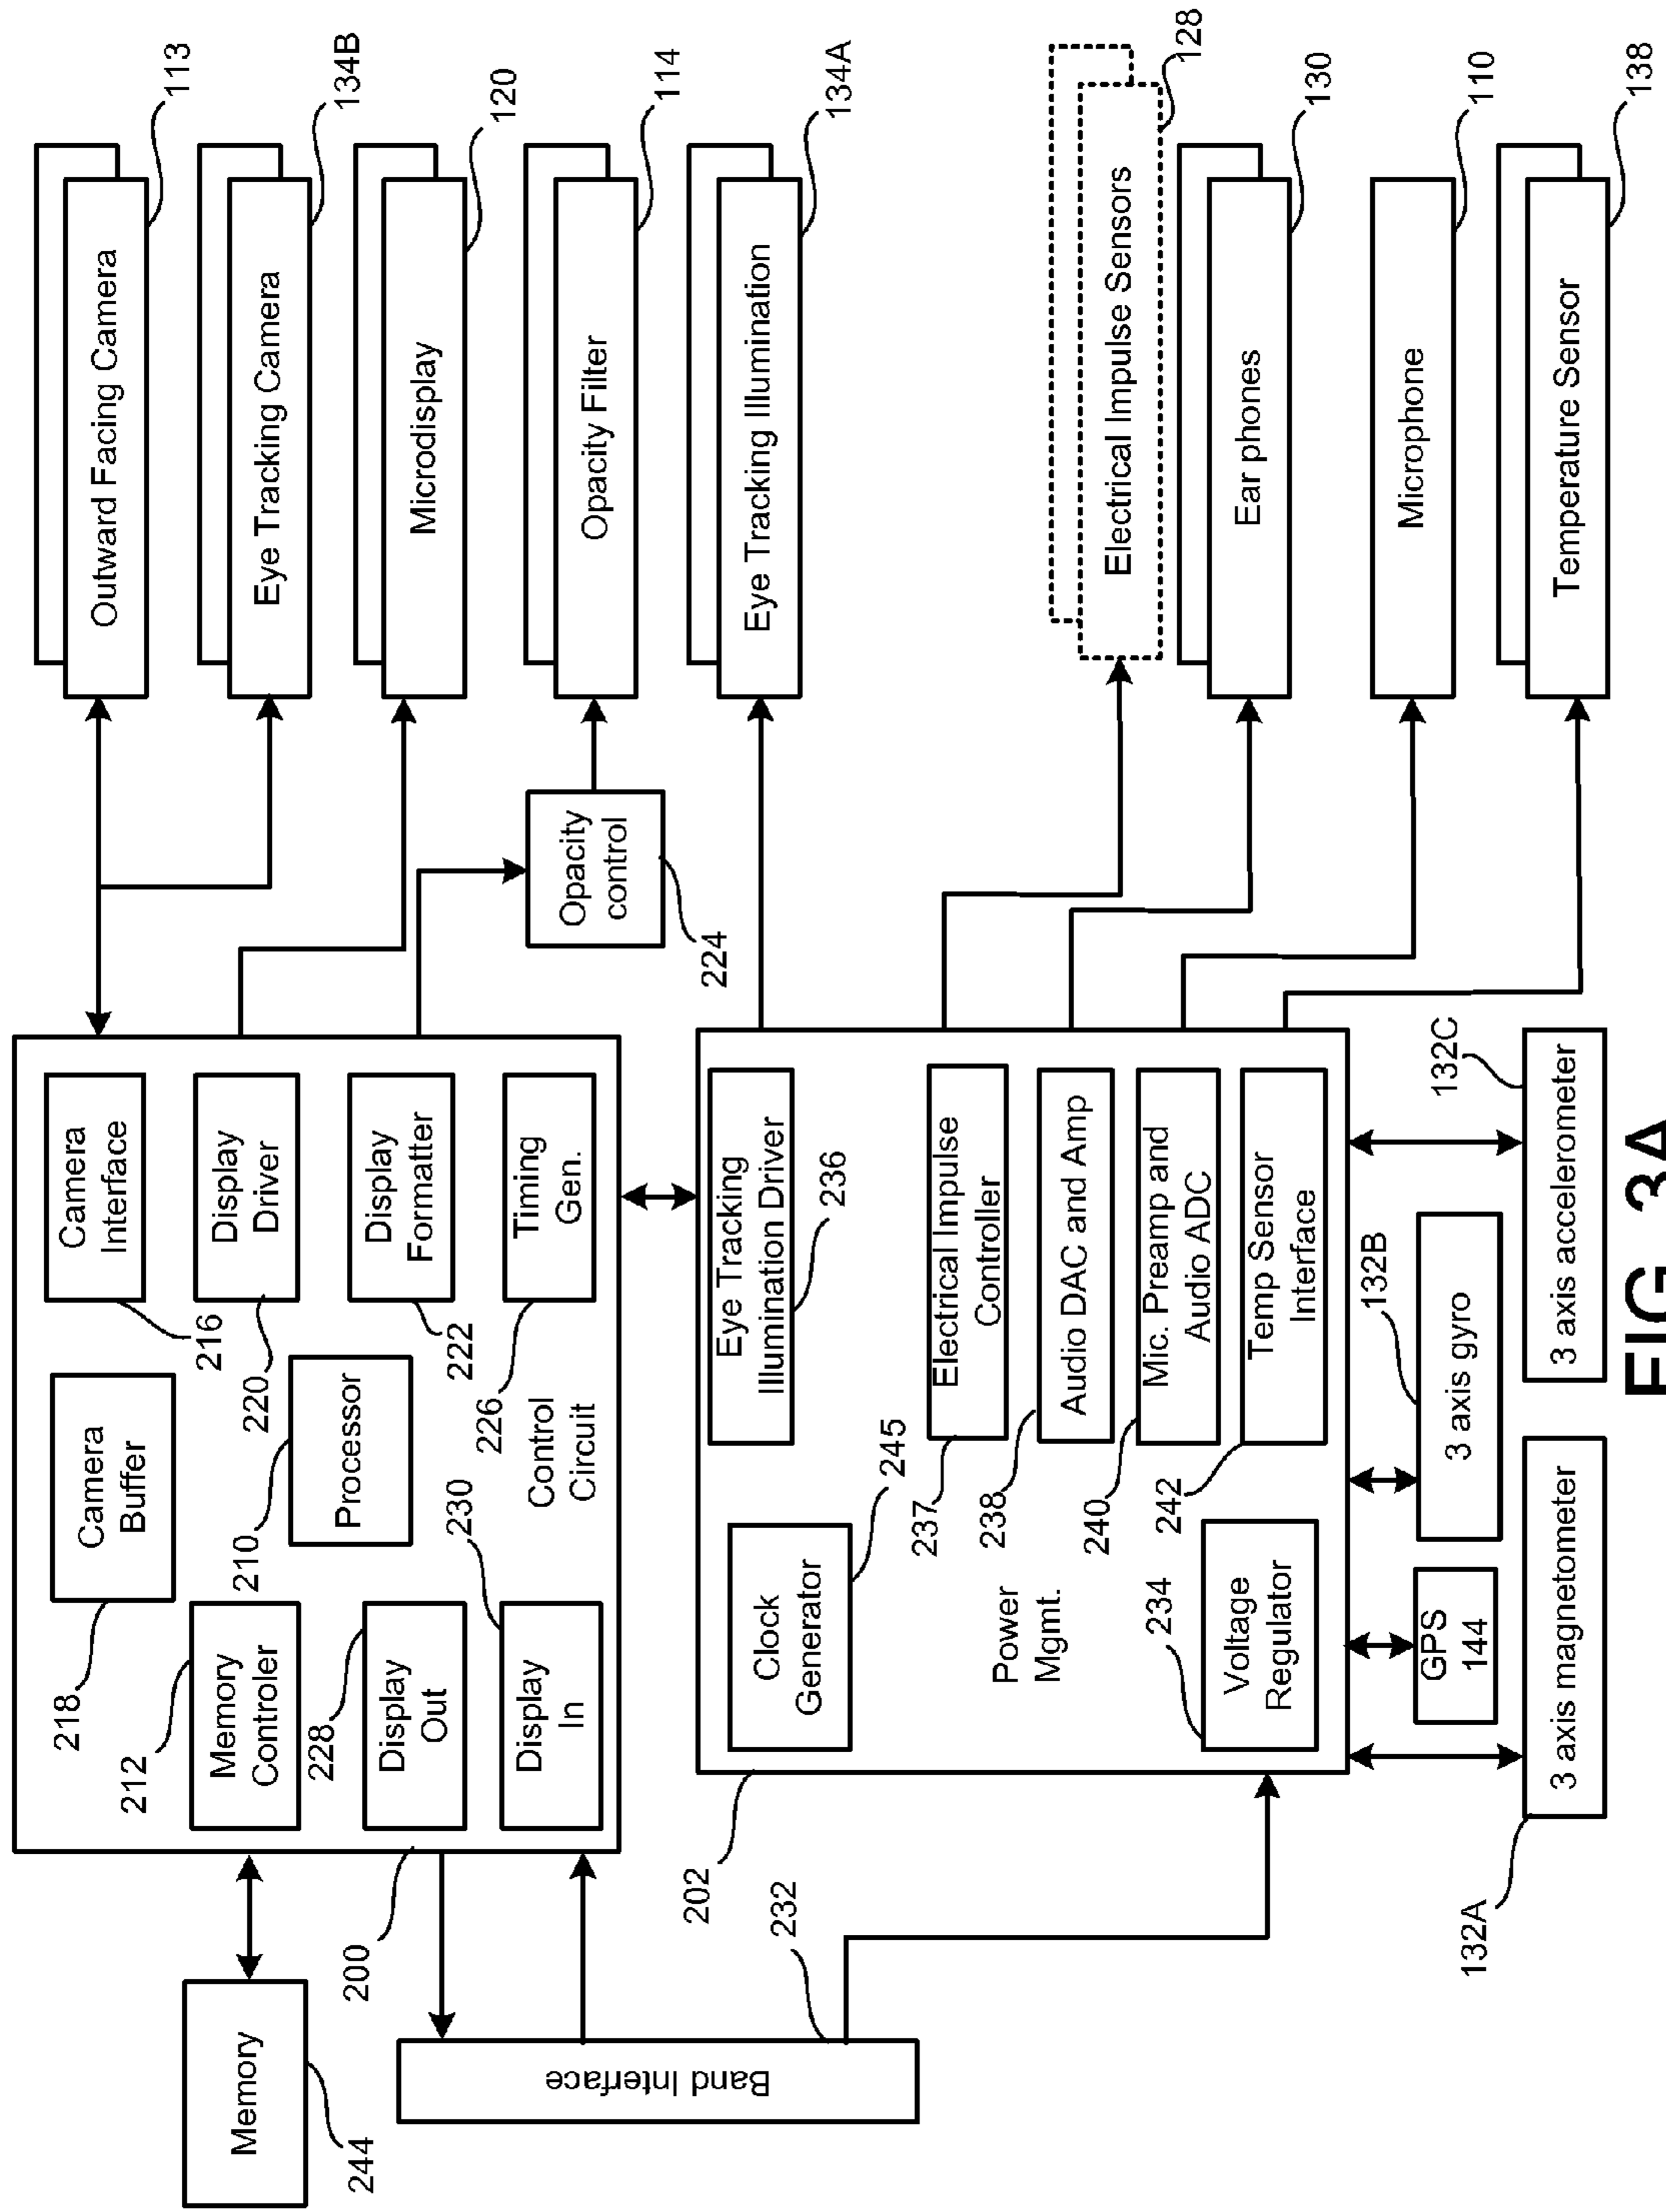 Outward Facing Camera
113
Eye Tracking Camera
134B
Microdisplay
120
Opacity Filter
114
Eye Tracking Illumination
134A
Electrical Impulse Sensors
128
Ear phones
130
Microphone
110
Temperature Sensor
138
Opacity
control
224
Camera
Interface
216
Display
Driver
220
Display
Formatter
222
Timing
Gen.
226
Camera
Buffer
218
Processor
210
Control
Circuit
Memory
Controler
212
Display
Out
228
Display
In
230
200
Memory
244
Band Interface
232
Eye Tracking
Illumination Driver
236
Electrical Impulse
Controller
237
Audio DAC and Amp
238
Mic. Preamp and
Audio ADC
240
Temp Sensor
Interface
242
Clock
Generator
245
Power
Mgmt.
Voltage
Regulator
234
202
3 axis magnetometer
132A
GPS
144
3 axis gyro
132B
3 axis accelerometer
132C
FIG. 3A